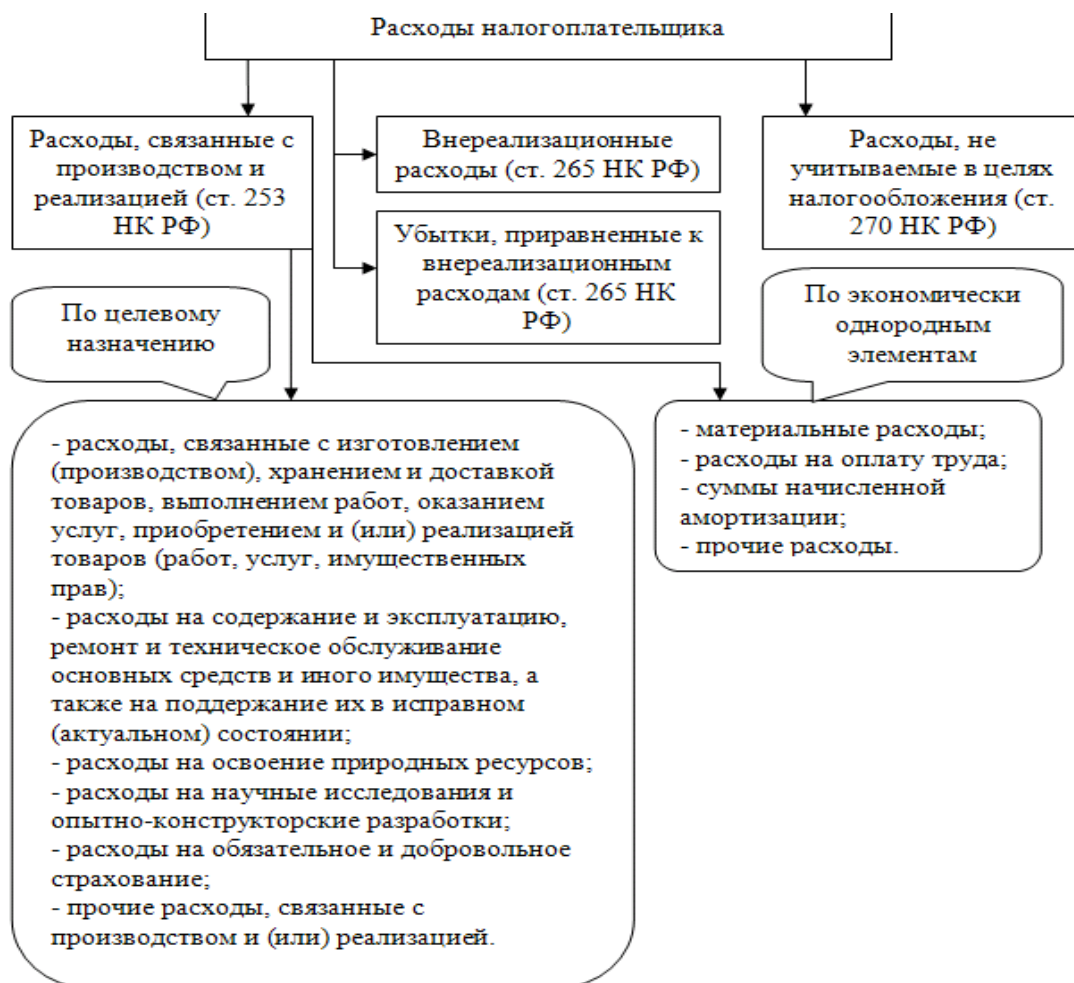 Расходы налогоплательщика
Расходы, связанные с
производством и
реализацией (ст. 253
НК РФ)
Внереализационные
расходы (ст. 265 НК РФ)
Убытки, приравненные к
внереализационным
расходам (ст. 265 НК
РФ)
Расходы, не
учитываемые в целях
налогообложения (ст.
270 НК РФ)
По целевому
назначению
По экономически
однородным
элементам
- расходы, связанные с изготовлением
(производством), хранением и доставкой
товаров, выполнением работ, оказанием
услуг, приобретением и (или) реализацией
товаров (работ, услуг, имущественных
прав);
- расходы на содержание и эксплуатацию,
ремонт и техническое обслуживание
основных средств и иного имущества, а
также на поддержание их в исправном
(актуальном) состоянии;
- расходы на освоение природных ресурсов;
- расходы на научные исследования и
опытно-конструкторские разработки;
- расходы на обязательное и добровольное
страхование;
- прочие расходы, связанные с
производством и (или) реализацией.
- материальные расходы;
- расходы на оплату труда;
- суммы начисленной
амортизации;
- прочие расходы.